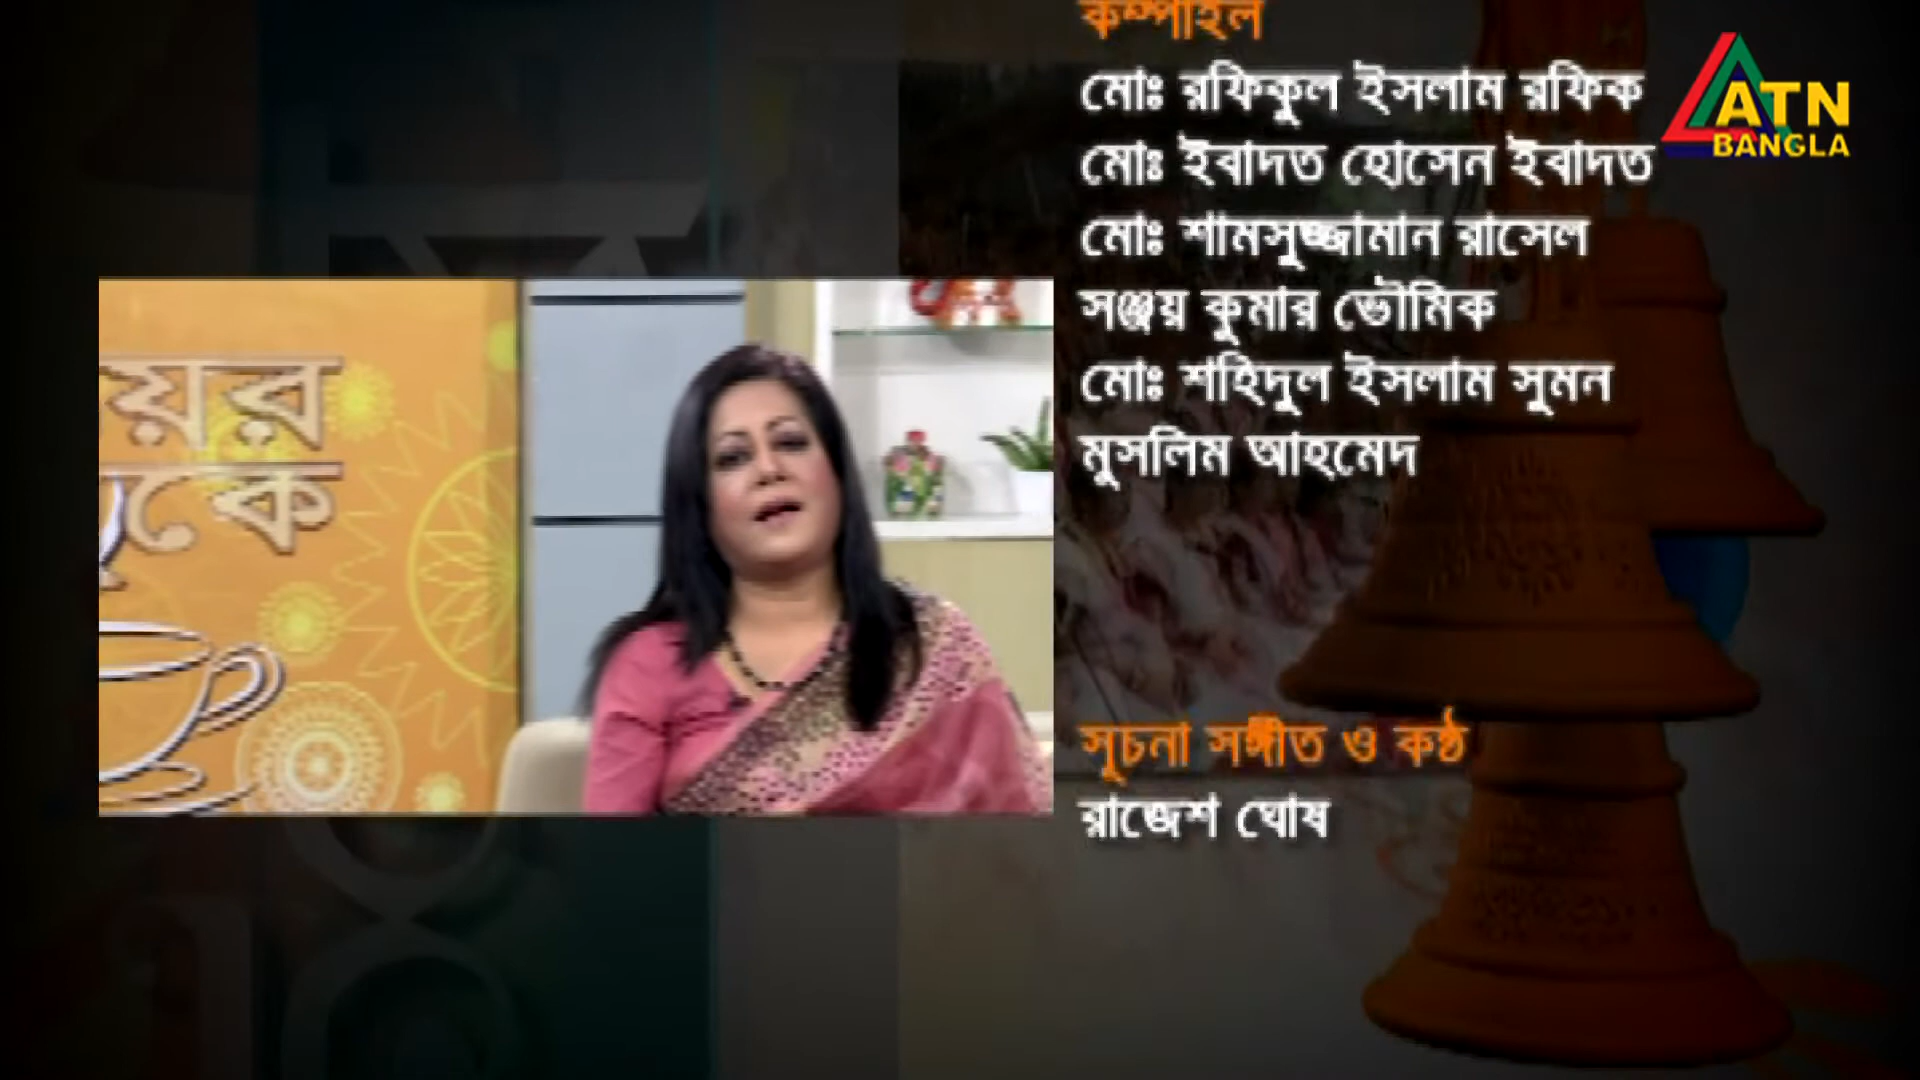 কম্পাইল
মোঃ রফিকুল ইসলাম রফিক
মোঃ ইবাদত হোসেন ইবাদত
মোঃ শামসুজ্জামান রাসেল
সঞ্জয় কুমার ভৌমিক
মোঃ শহিদুল ইসলাম সুমন
মুসলিম আহমেদ
সূচনা সঙ্গীত ও কন্ঠ
রাজেশ ঘোষ
ATN
BANGLA